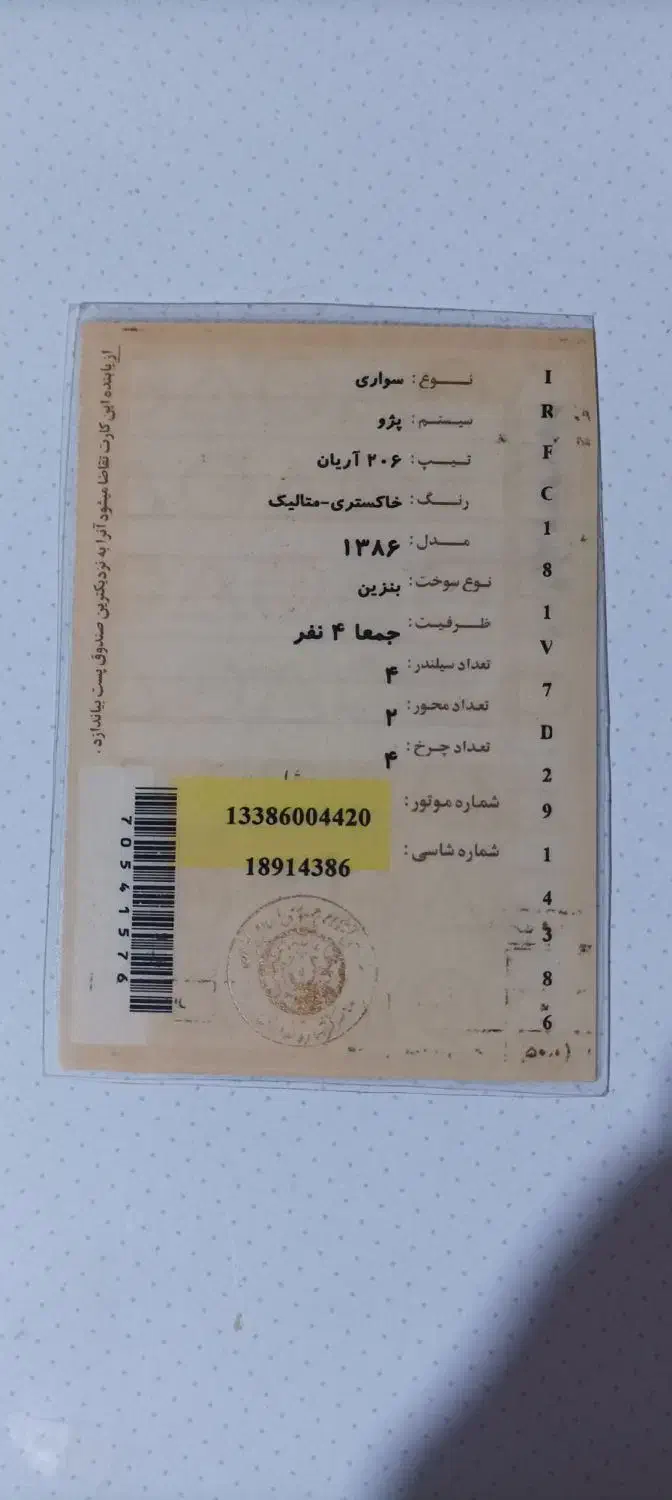 نوع: سواری
سیستم: پژو
تیپ: ۲۰۶ آریان
رنگ: خاکستری-متالیک
مدل: ۱۳۸۶
نوع سوخت: بنزین
ظرفیت: جمعا ۴ نفر
تعداد سیلندر: ۴
تعداد محور: ۲
تعداد چرخ: ۴
شماره موتور: 13386004420
شماره شاسی: 18914386
I
R
F
C
1
8
1
V
7
D
2
9
1
4
3
8
6
از یابنده این کارت تقاضا میشود آنرا به نزدیکترین صندوق پست بیاندازد.
70541576